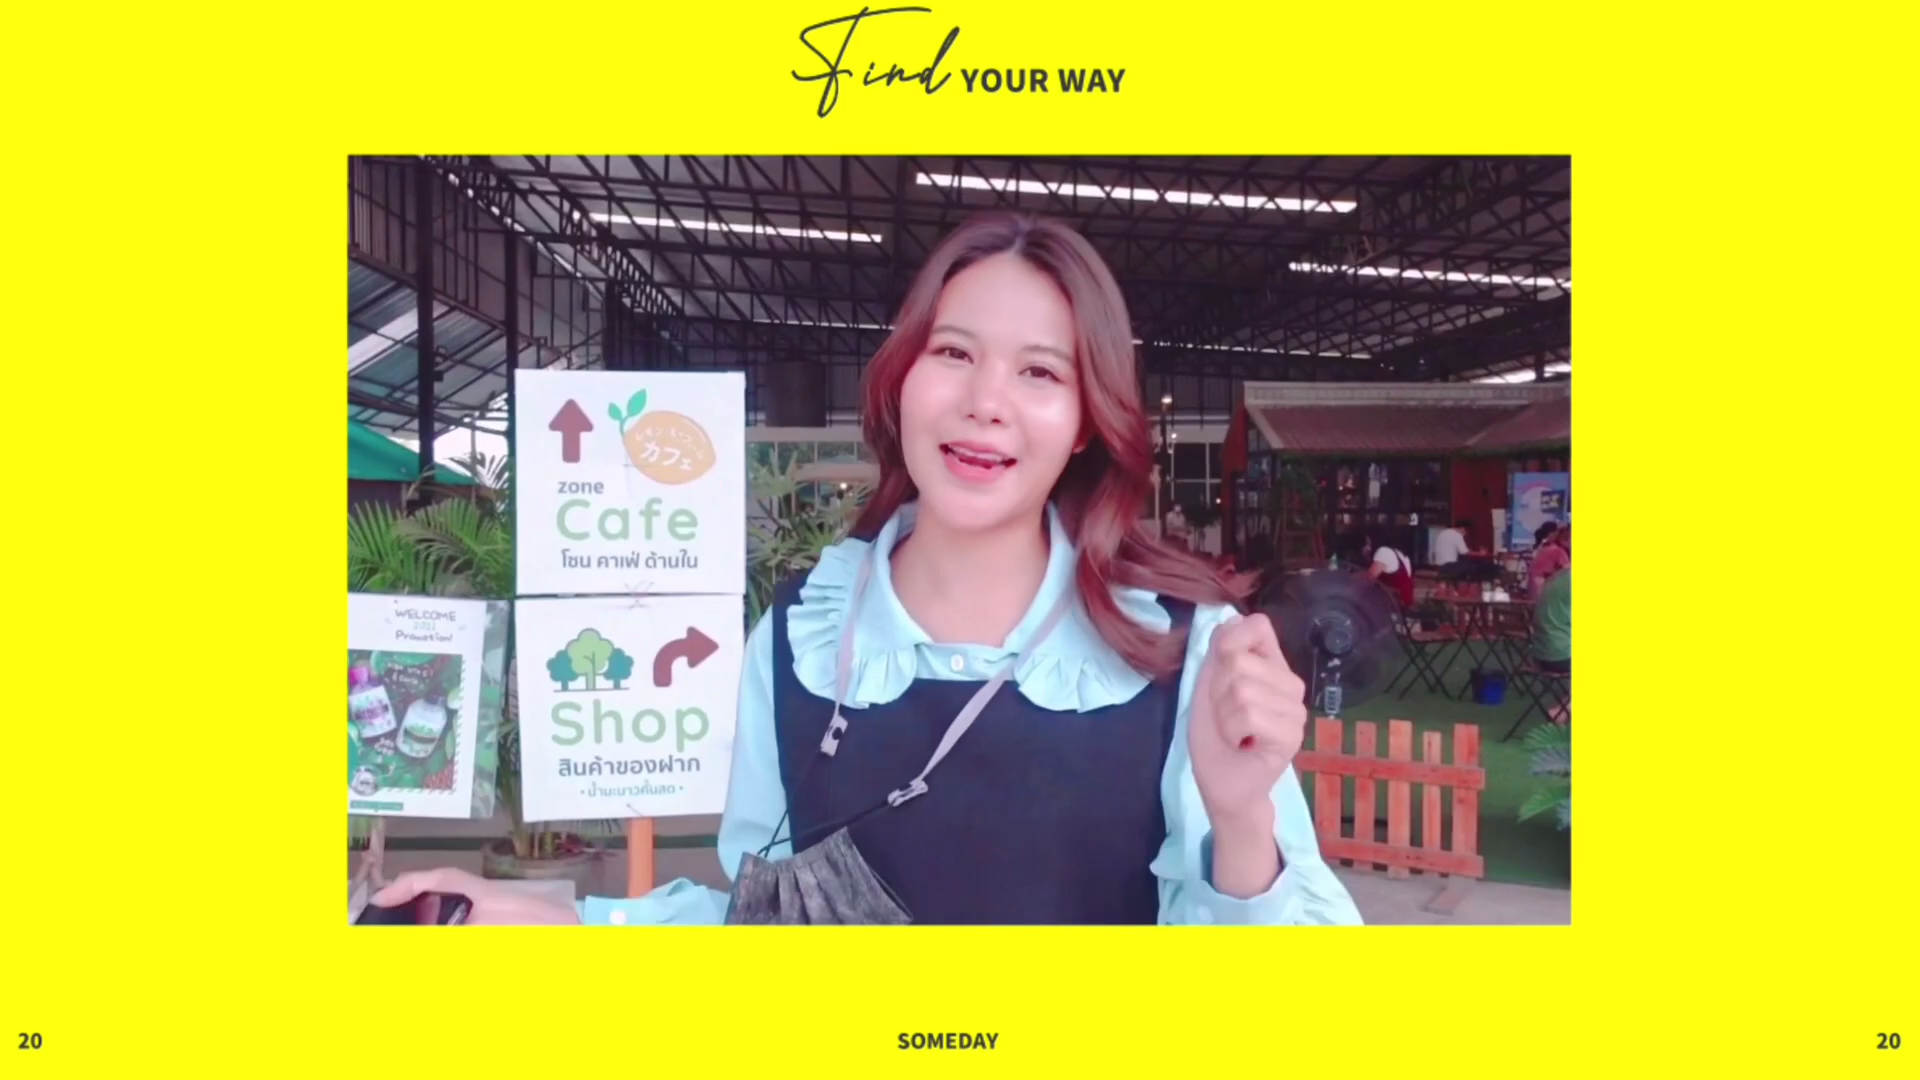 Find YOUR WAY
カフェ
zone
Cafe
โซน คาเฟ่ ด้านใน
WELCOME
2021
Promotion!
Shop
สินค้าของฝาก
• น้ำมะนาวคั้นสด •
20 SOMEDAY 20